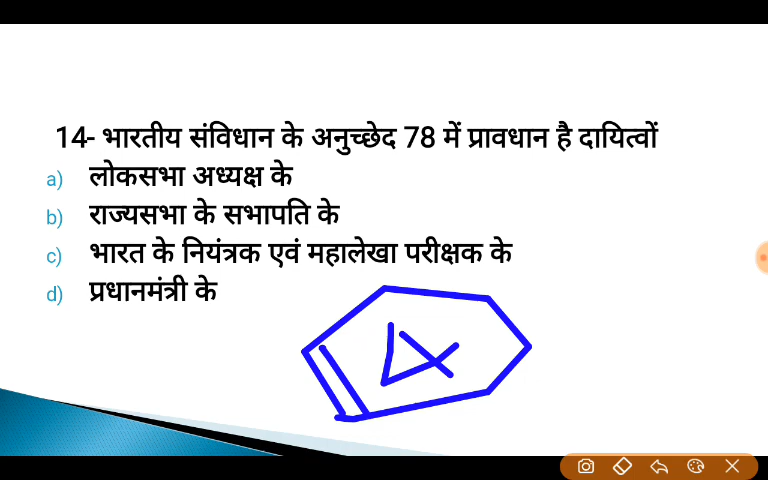 14- भारतीय संविधान के अनुच्छेद 78 में प्रावधान है दायित्वों
a) लोकसभा अध्यक्ष के
b) राज्यसभा के सभापति के
c) भारत के नियंत्रक एवं महालेखा परीक्षक के
d) प्रधानमंत्री के
4